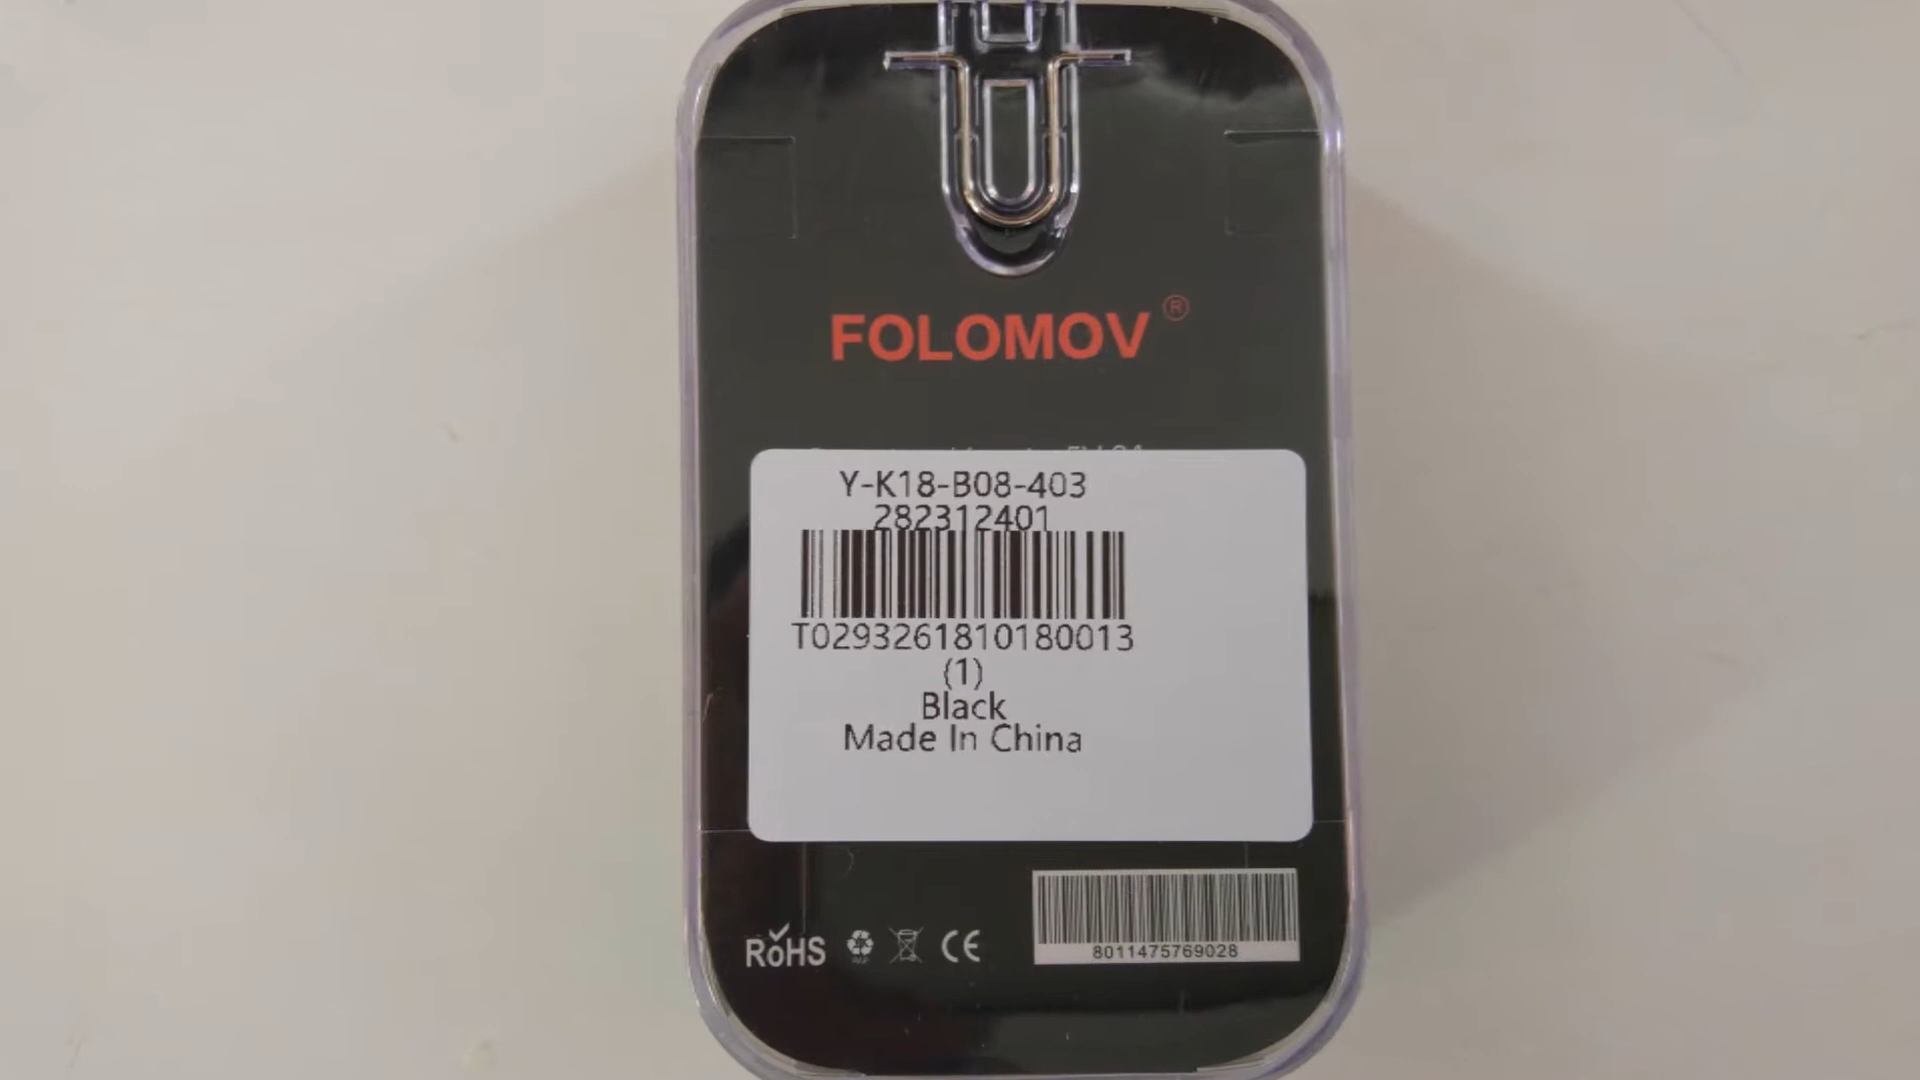 FOLOMOV ®
Y-K18-B08-403
282312401
T0293261810180013
(1)
Black
Made In China
RoHS CE
8011475769028